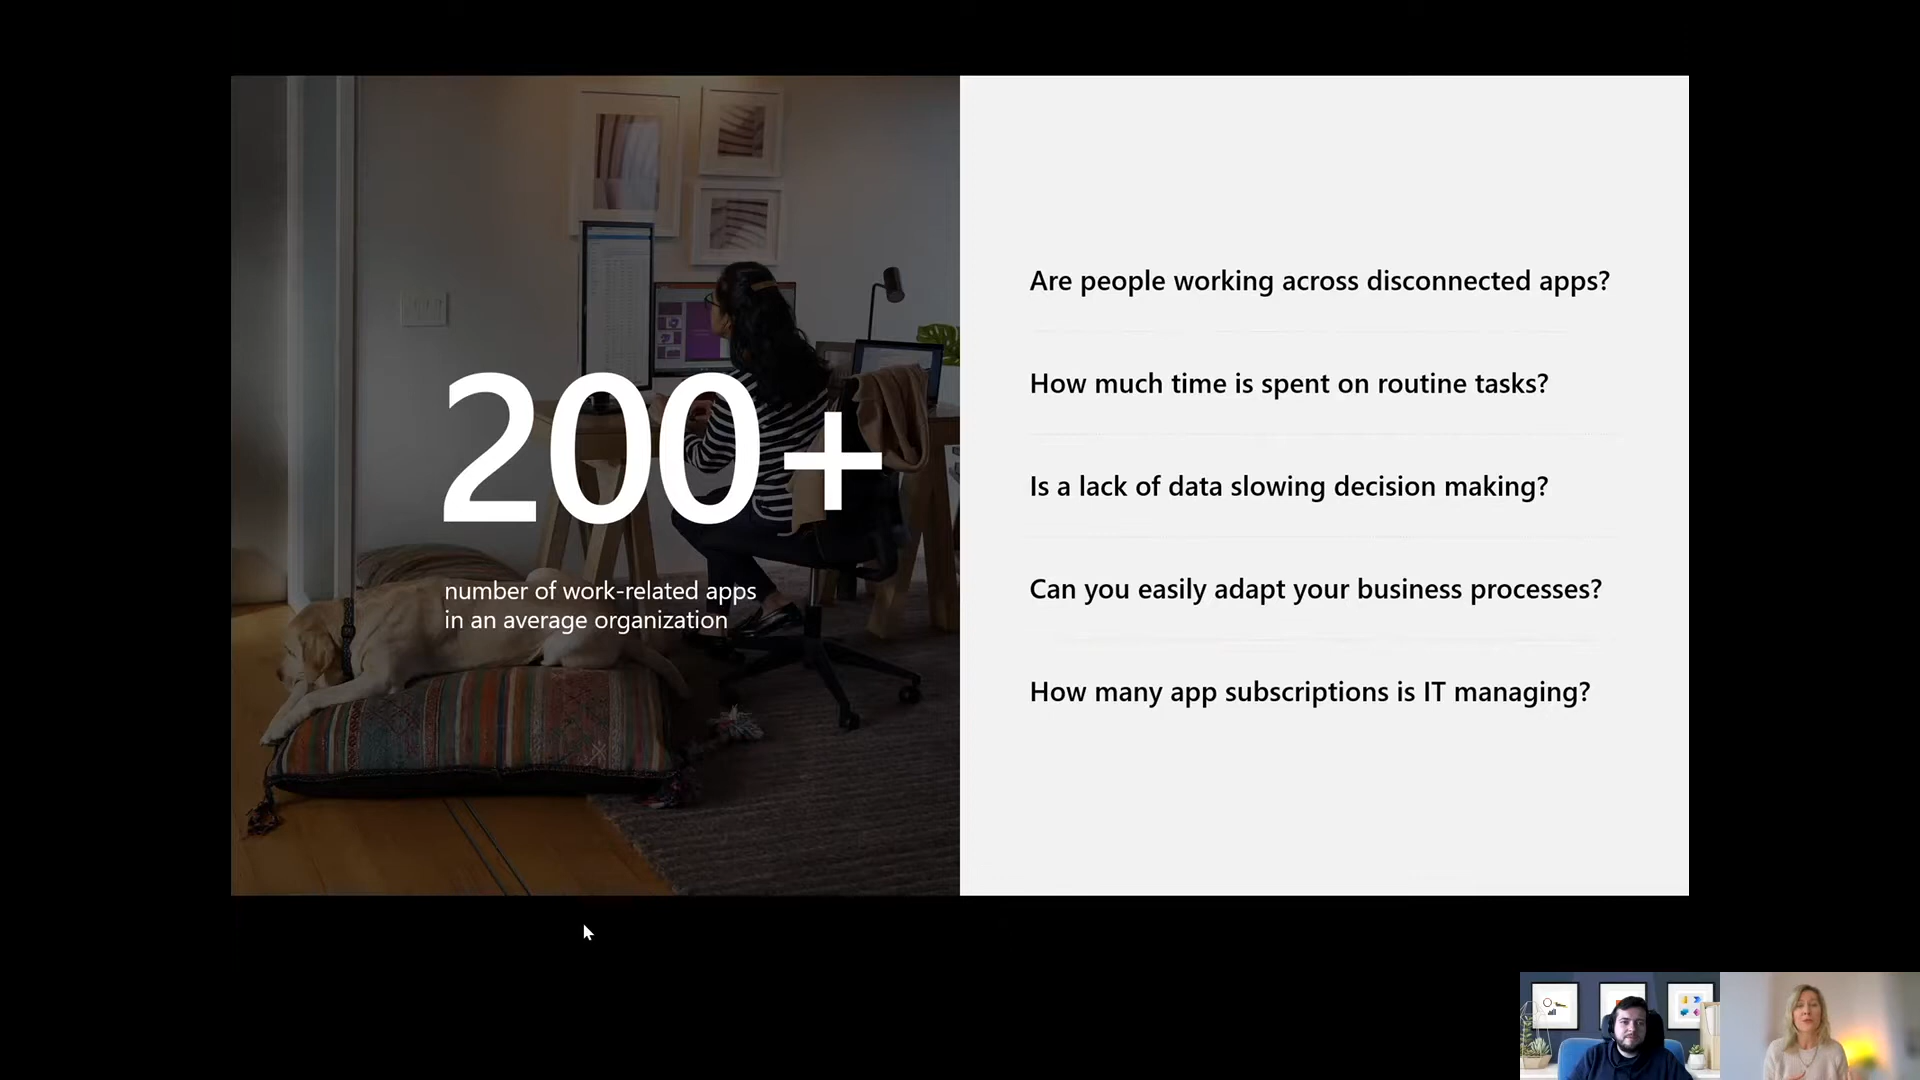 200+
number of work-related apps
in an average organization
Are people working across disconnected apps?
How much time is spent on routine tasks?
Is a lack of data slowing decision making?
Can you easily adapt your business processes?
How many app subscriptions is IT managing?